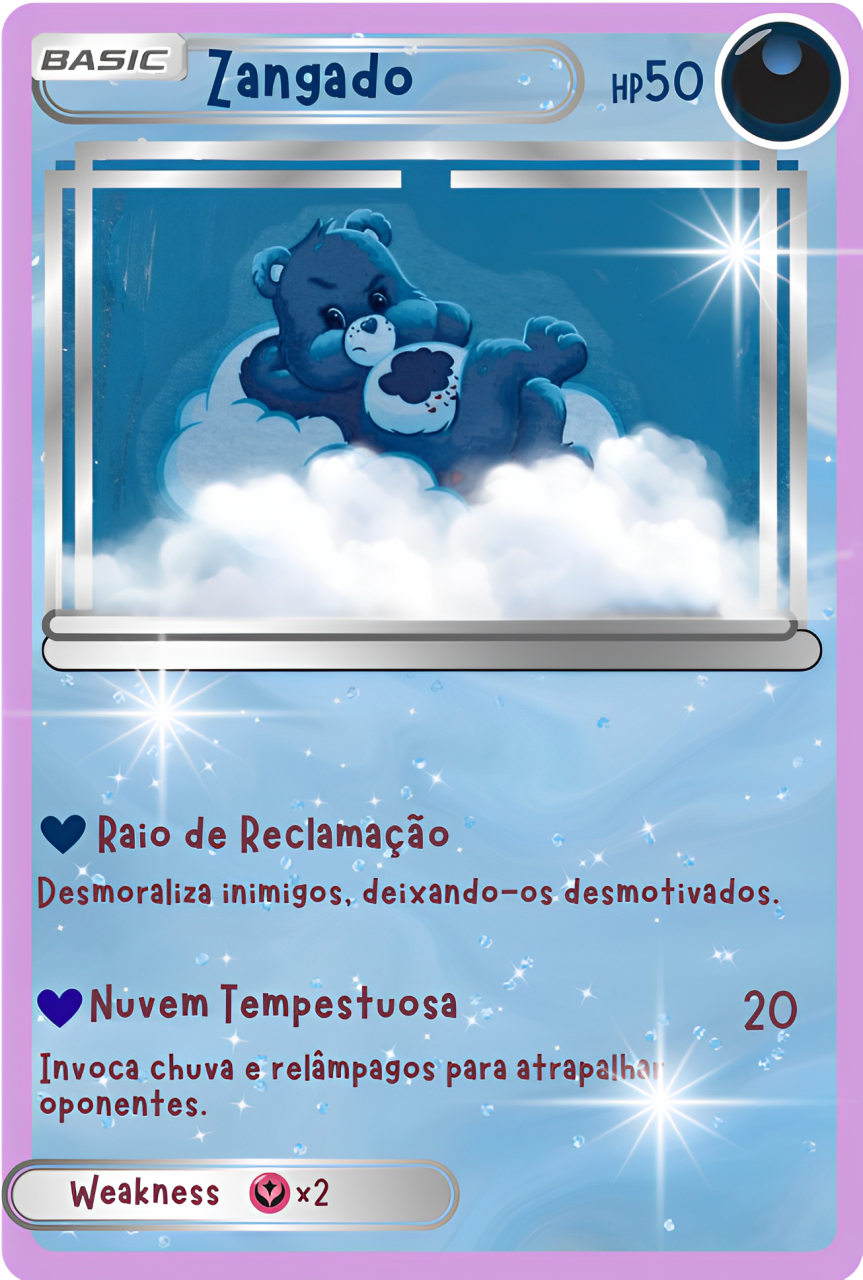 BASIC Zangado HP50
Raio de Reclamação
Desmoraliza inimigos, deixando-os desmotivados.
Nuvem Tempestuosa 20
Invoca chuva e relâmpagos para atrapalhar
oponentes.
Weakness x2